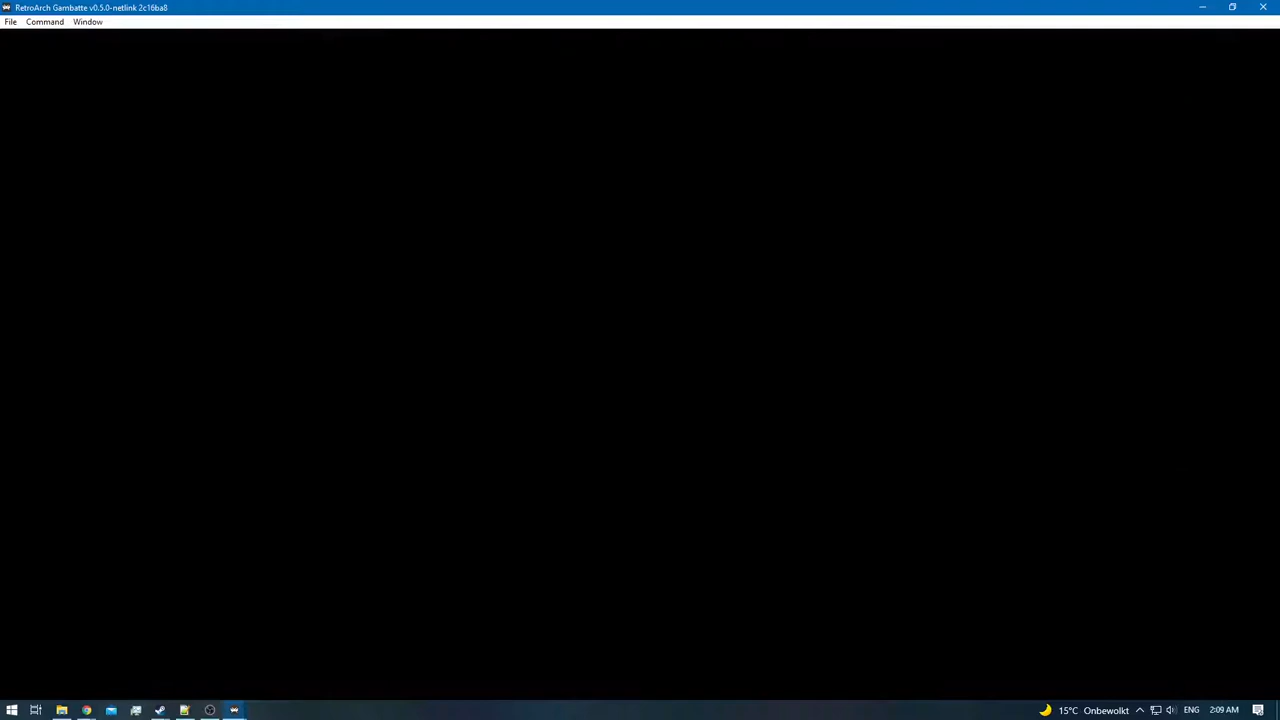 RetroArch Gambatte v0.5.0-netlink 2c16ba8
File Command Window
15°C Onbewolkt ENG 2:09 AM